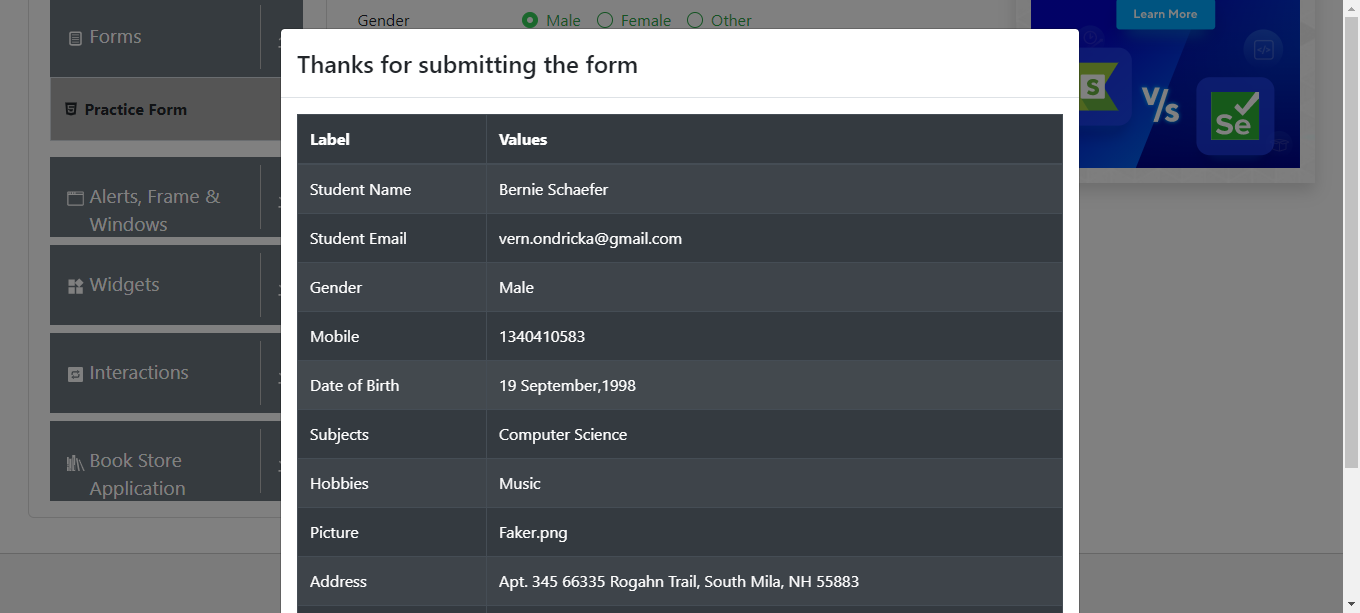 Gender Male Female Other
Learn More
Forms
Thanks for submitting the form
S
V/s
Se
Practice Form
Label Values
Student Name Bernie Schaefer
Alerts, Frame &
Windows
Student Email vern.ondricka@gmail.com
Widgets
Gender Male
Mobile 1340410583
Interactions
Date of Birth 19 September,1998
Subjects Computer Science
Book Store
Application
Hobbies Music
Picture Faker.png
Address Apt. 345 66335 Rogahn Trail, South Mila, NH 55883